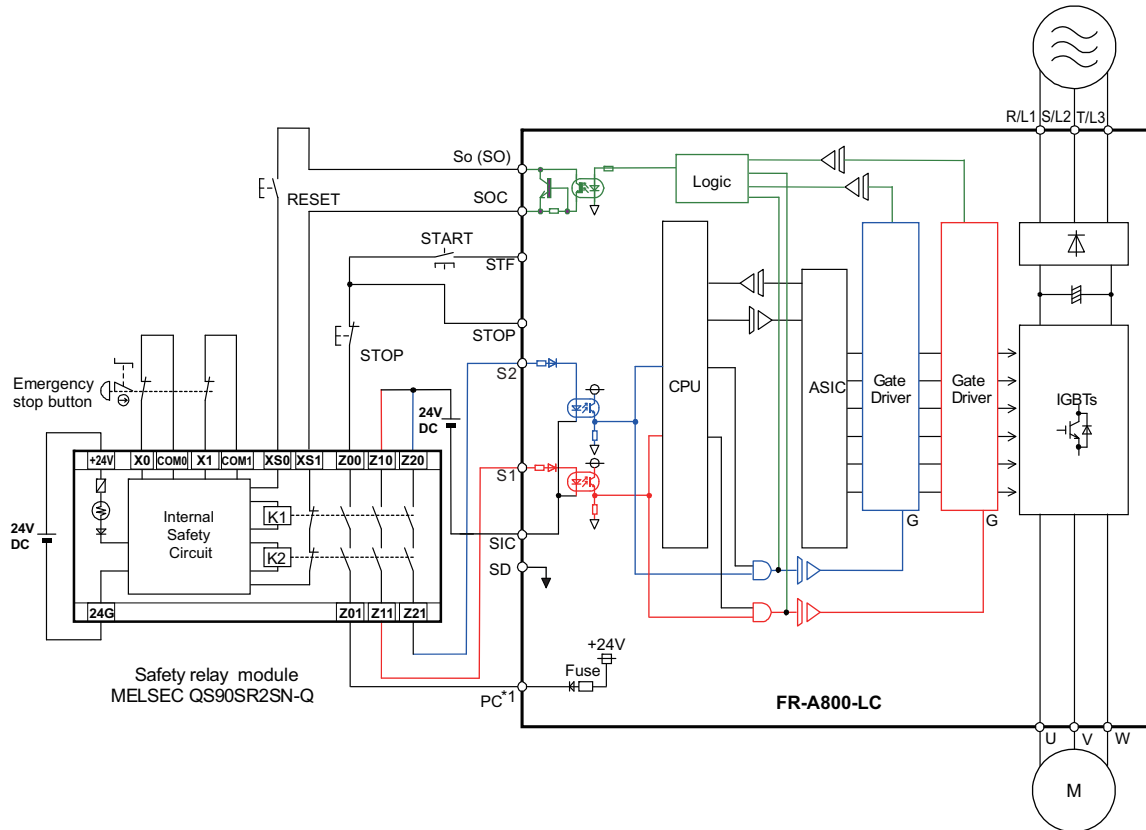 R/L1 S/L2 T/L3
So (SO)
SOC
RESET
Logic
START
STF
STOP
STOP
S2
CPU
ASIC
Gate
Driver
Gate
Driver
IGBTs
Emergency
stop button
24V
DC
S1
+24V X0 COM0 X1 COM1 XS0 XS1 Z00 Z10 Z20
24V
DC
Internal
Safety
Circuit
K1
K2
SIC
SD
G
G
24G Z01 Z11 Z21
Safety relay module
MELSEC QS90SR2SN-Q
+24V
Fuse
PC*1
FR-A800-LC
U V W
M